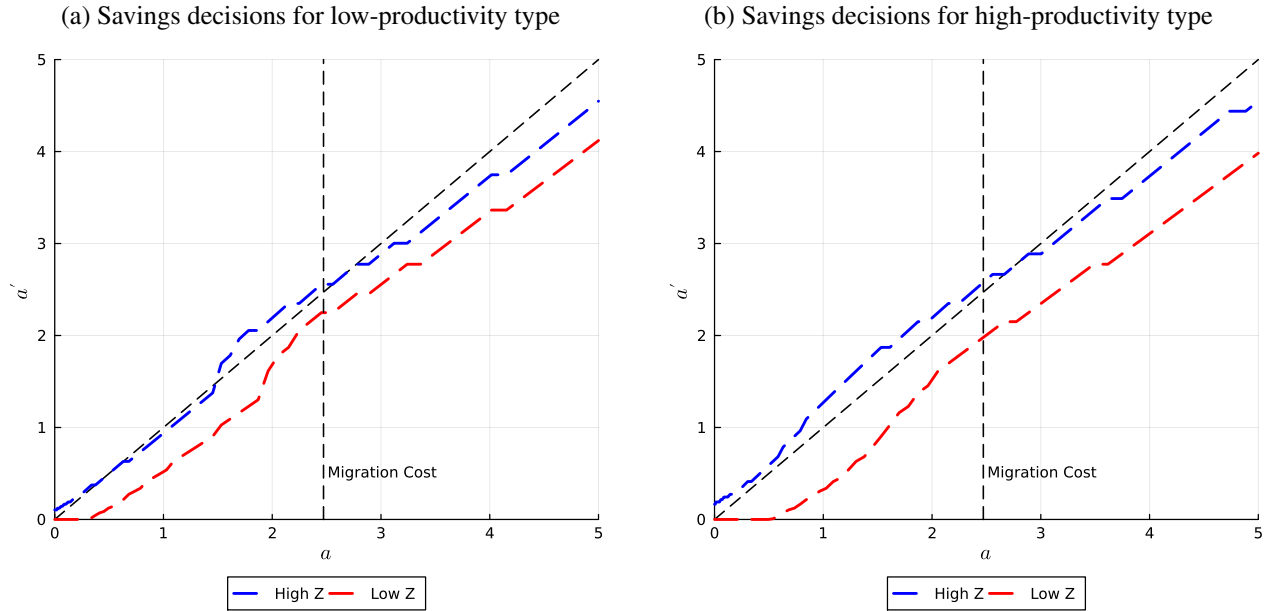 (a) Savings decisions for low-productivity type
5
4
3
2
1
0
0 1 2 3 4 5
a′
a
Migration Cost
High Z Low Z
(b) Savings decisions for high-productivity type
5
4
3
2
1
0
0 1 2 3 4 5
a′
a
Migration Cost
High Z Low Z